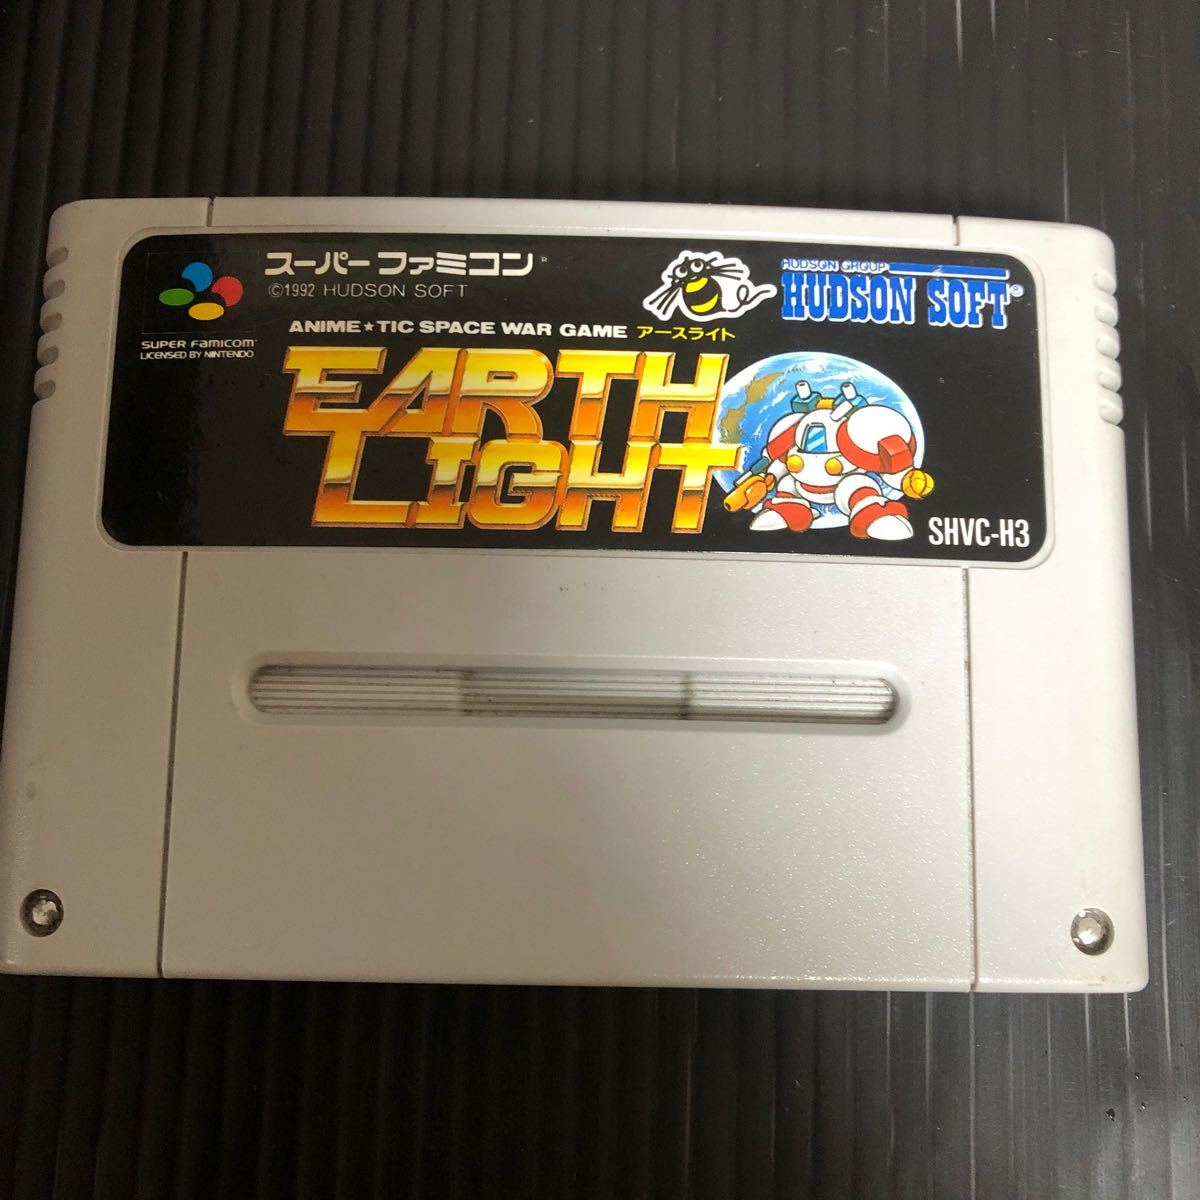 スーパーファミコン®
©1992 HUDSON SOFT
HUDSON GROUP
HUDSON SOFT®
SUPER FAMICOM™
LICENSED BY NINTENDO
ANIME★TIC SPACE WAR GAME アースライト
EARTH
LIGHT
SHVC-H3